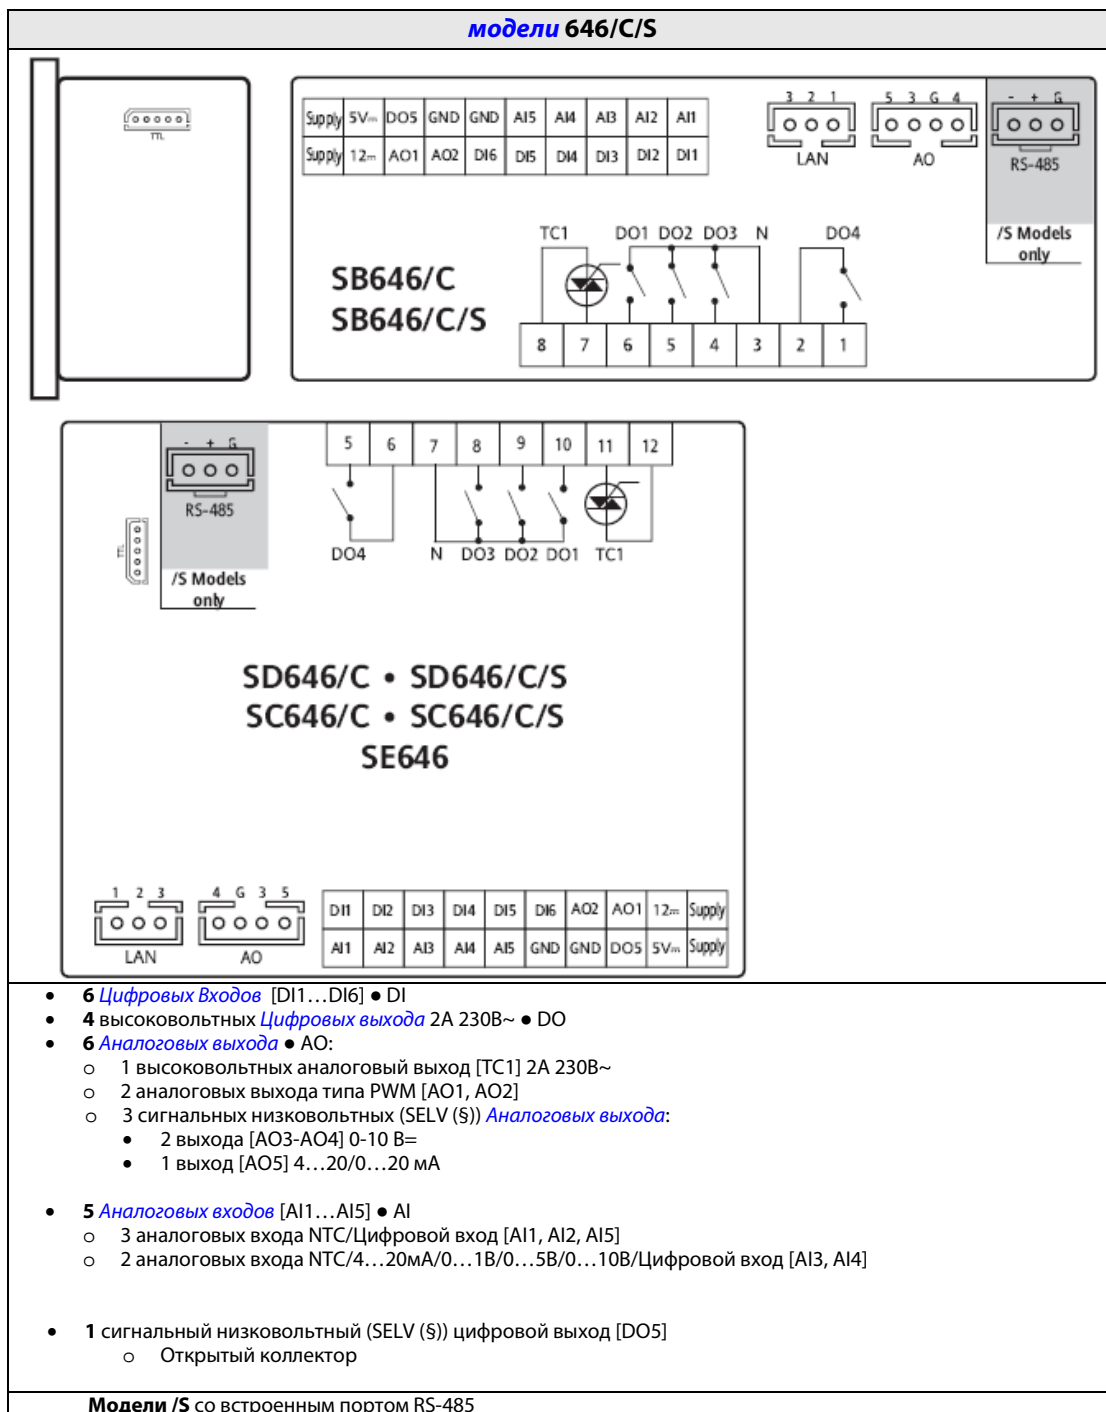 модели 646/C/S
TTL
Supply 5V⎓ DO5 GND GND AI5 AI4 AI3 AI2 AI1
Supply 12⎓ AO1 AO2 DI6 DI5 DI4 DI3 DI2 DI1
3 2 1
LAN
5 3 G 4
AO
- + G
RS-485
/S Models
only
SB646/C
SB646/C/S
TC1 DO1 DO2 DO3 N DO4
8 7 6 5 4 3 2 1
- + G
RS-485
/S Models
only
TTL
5 6 7 8 9 10 11 12
DO4 N DO3 DO2 DO1 TC1
SD646/C • SD646/C/S
SC646/C • SC646/C/S
SE646
1 2 3
LAN
4 G 3 5
AO
DI1 DI2 DI3 DI4 DI5 DI6 AO2 AO1 12⎓ Supply
AI1 AI2 AI3 AI4 AI5 GND GND DO5 5V⎓ Supply
• 6 Цифровых Входов [DI1…DI6] ● DI
• 4 высоковольтных Цифровых выхода 2А 230В~ ● DO
• 6 Аналоговых выхода ● AO:
o 1 высоковольтных аналоговый выход [TC1] 2А 230В~
o 2 аналоговых выхода типа PWM [AO1, AO2]
o 3 сигнальных низковольтных (SELV (§)) Аналоговых выхода:
• 2 выхода [AO3-AO4] 0-10 В=
• 1 выход [AO5] 4…20/0…20 мА
• 5 Аналоговых входов [AI1…AI5] ● AI
o 3 аналоговых входа NTC/Цифровой вход [AI1, AI2, AI5]
o 2 аналоговых входа NTC/4…20мА/0…1В/0…5В/0…10В/Цифровой вход [AI3, AI4]
• 1 сигнальный низковольтный (SELV (§)) цифровой выход [DO5]
o Открытый коллектор
Модели /S со встроенным портом RS-485